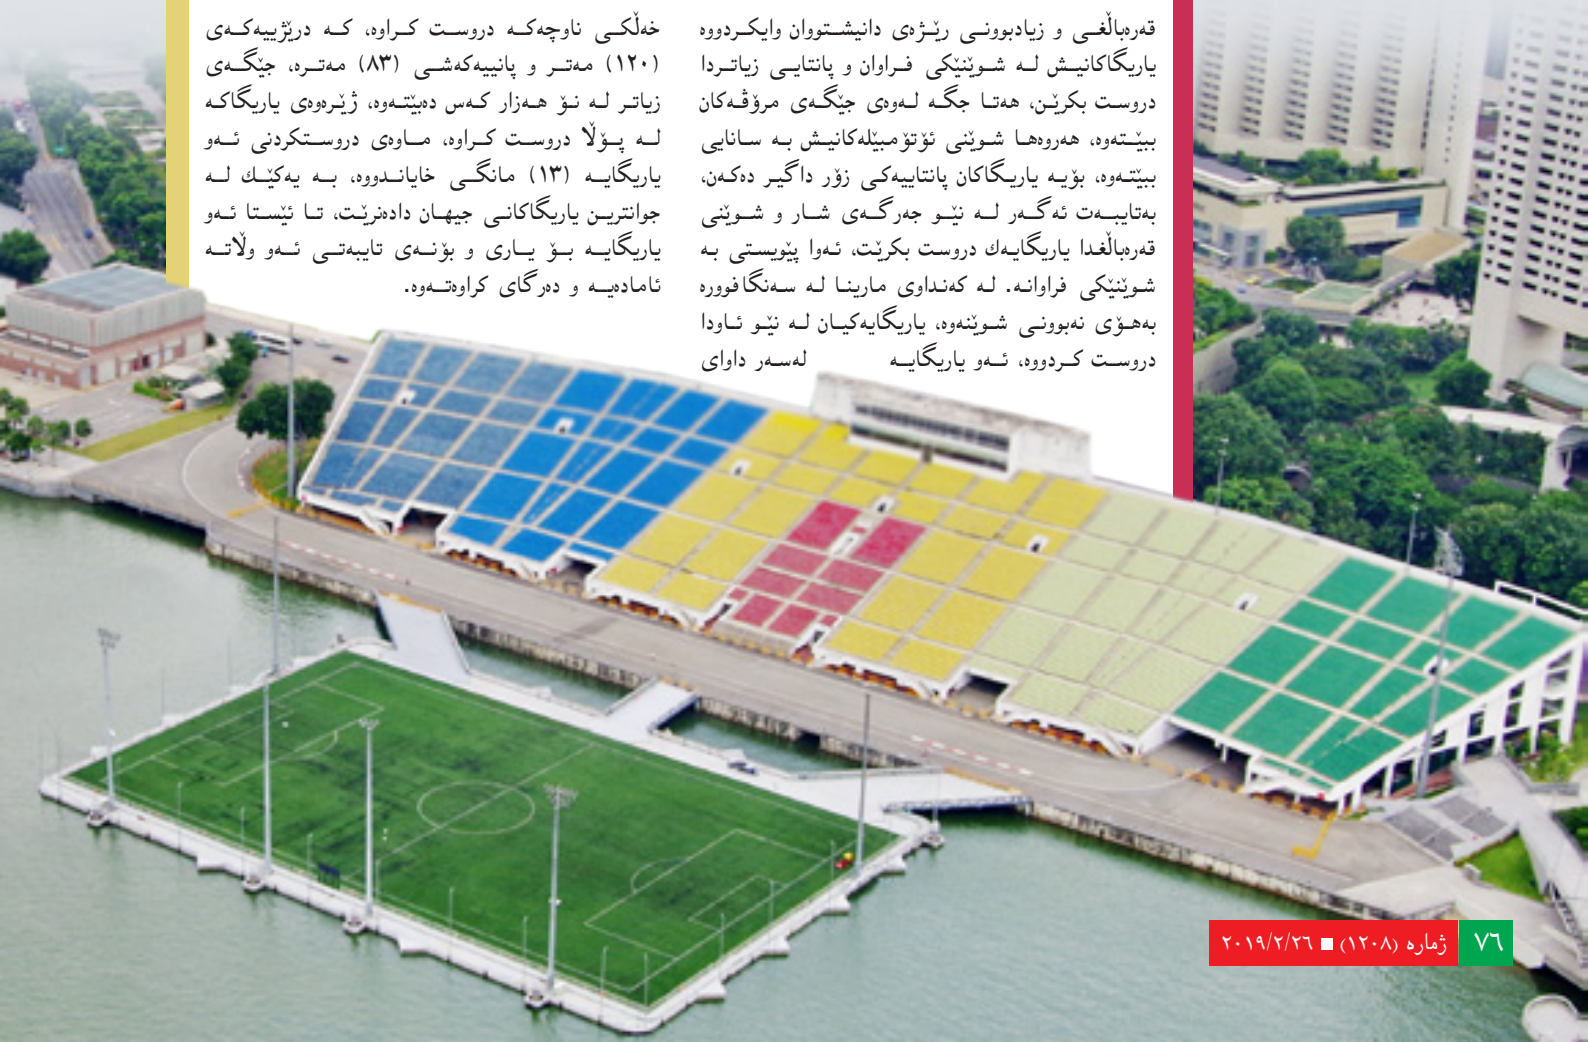 قەرەباڵغی و زیادبوونی رێژەی دانیشتووان وایکردووە
یاریگاکانیش لە شوێنێکی فراوان و پانتایی زیاتردا
دروست بکرێن، هەتا جگە لەوەی جێگەی مرۆڤەکان
ببێتەوە، هەروەها شوێنی ئۆتۆمبێلەکانیش بە سانایی
ببێتەوە، بۆیە یاریگاکان پانتاییەکی زۆر داگیر دەکەن،
بەتایبەت ئەگەر لە نێو جەرگەی شار و شوێنی
قەرەباڵغدا یاریگایەك دروست بکرێت، ئەوا پێویستی بە
شوێنێکی فراوانە. لە کەنداوی مارینا لە سەنگافوورە
بەهۆی نەبوونی شوێنەوە، یاریگایەکیان لە نێو ئاودا
دروست کردووە، ئەو یاریگایە لەسەر داوای
خەڵکی ناوچەکە دروست کراوە، کە درێژییەکەی
(١٢٠) مەتر و پانییەکەشی (٨٣) مەترە، جێگەی
زیاتر لە نۆ هەزار کەس دەبێتەوە، ژێرەوەی یاریگاکە
لە پۆڵا دروست کراوە، ماوەی دروستکردنی ئەو
یاریگایە (١٣) مانگی خایاندووە، بە یەکێك لە
جوانترین یاریگاکانی جیهان دادەنرێت، تا ئێستا ئەو
یاریگایە بۆ یاری و بۆنەی تایبەتی ئەو وڵاتە
ئامادەیە و دەرگای کراوەتەوە.
٧٦ ژمارە (١٢٠٨) ■ ٢٠١٩/٢/٢٦